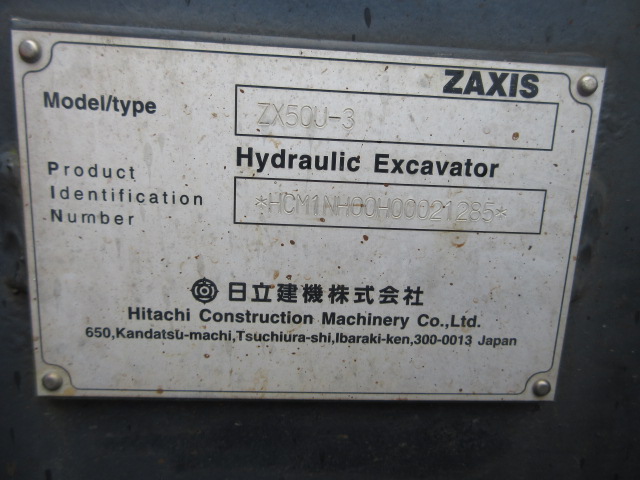 ZAXIS
Model/type ZX50U-3
Hydraulic Excavator
Product
Identification
Number
*HCM1NH00H00021285*
日立建機株式会社
Hitachi Construction Machinery Co.,Ltd.
650,Kandatsu-machi,Tsuchiura-shi,Ibaraki-ken,300-0013 Japan